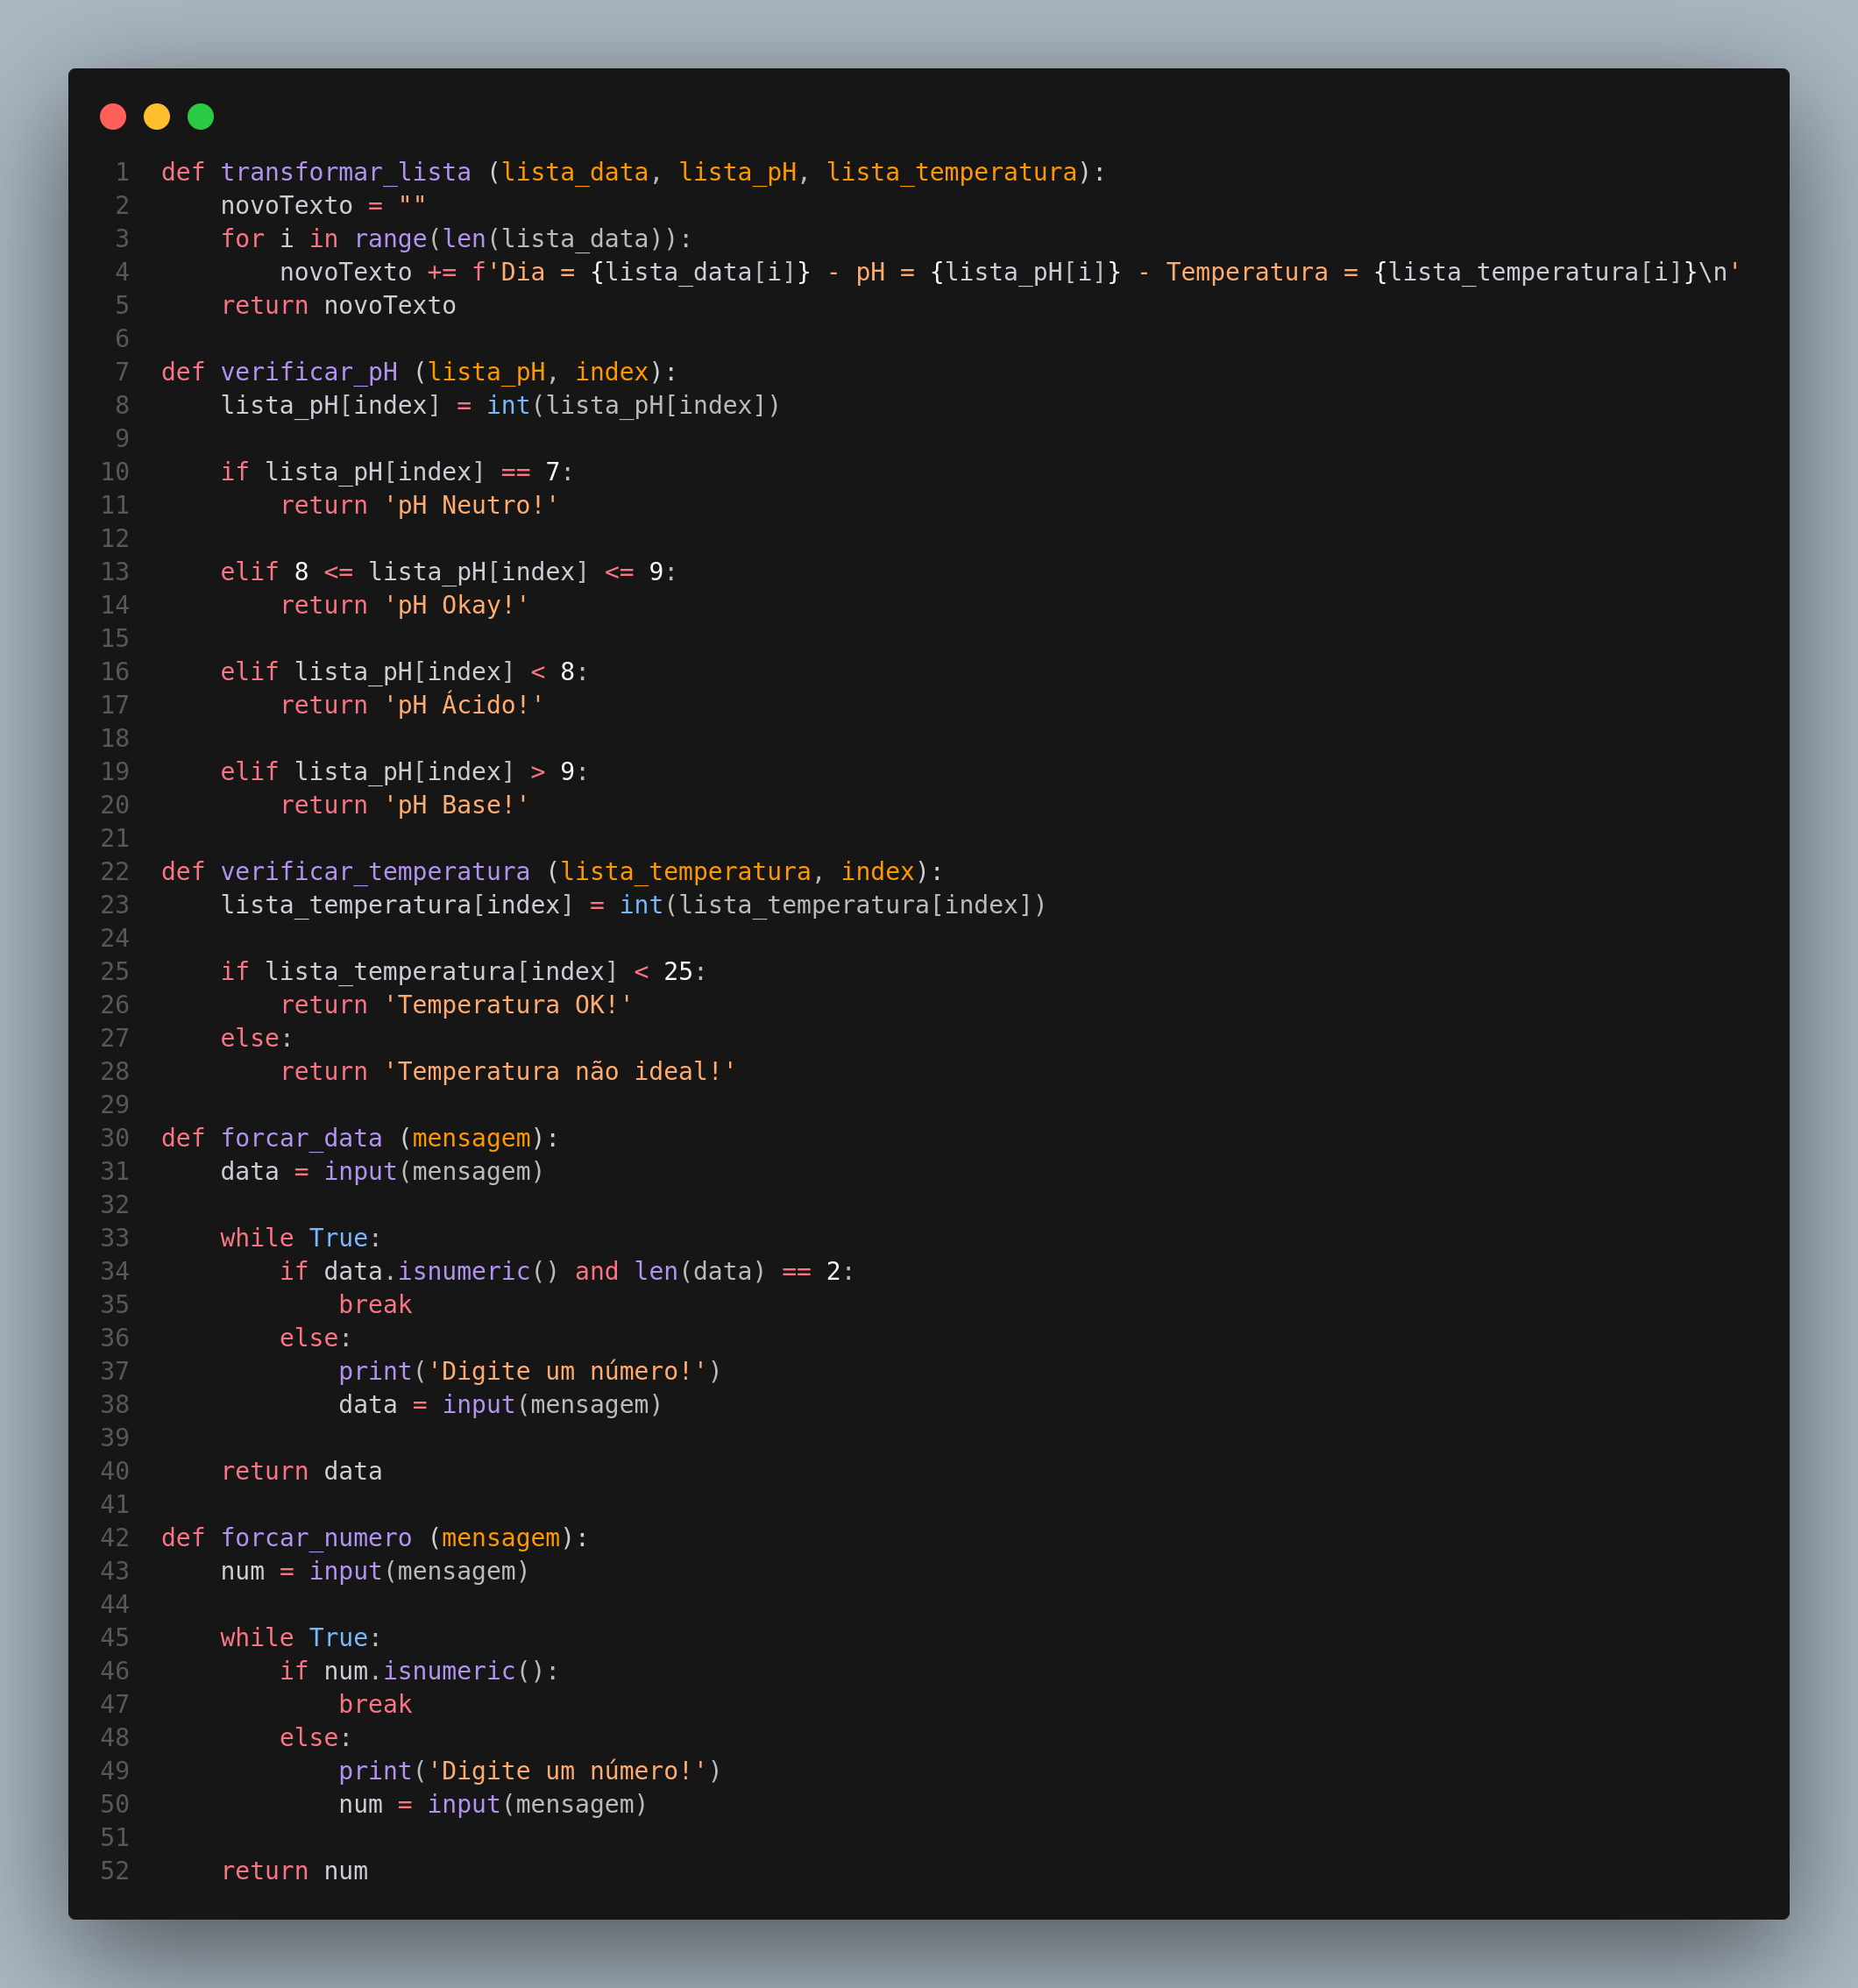 1 def transformar_lista (lista_data, lista_pH, lista_temperatura):
2     novoTexto = ""
3     for i in range(len(lista_data)):
4         novoTexto += f'Dia = {lista_data[i]} - pH = {lista_pH[i]} - Temperatura = {lista_temperatura[i]}\n'
5     return novoTexto
6
7 def verificar_pH (lista_pH, index):
8     lista_pH[index] = int(lista_pH[index])
9
10     if lista_pH[index] == 7:
11         return 'pH Neutro!'
12
13     elif 8 <= lista_pH[index] <= 9:
14         return 'pH Okay!'
15
16     elif lista_pH[index] < 8:
17         return 'pH Ácido!'
18
19     elif lista_pH[index] > 9:
20         return 'pH Base!'
21
22 def verificar_temperatura (lista_temperatura, index):
23     lista_temperatura[index] = int(lista_temperatura[index])
24
25     if lista_temperatura[index] < 25:
26         return 'Temperatura OK!'
27     else:
28         return 'Temperatura não ideal!'
29
30 def forcar_data (mensagem):
31     data = input(mensagem)
32
33     while True:
34         if data.isnumeric() and len(data) == 2:
35             break
36         else:
37             print('Digite um número!')
38             data = input(mensagem)
39
40     return data
41
42 def forcar_numero (mensagem):
43     num = input(mensagem)
44
45     while True:
46         if num.isnumeric():
47             break
48         else:
49             print('Digite um número!')
50             num = input(mensagem)
51
52     return num